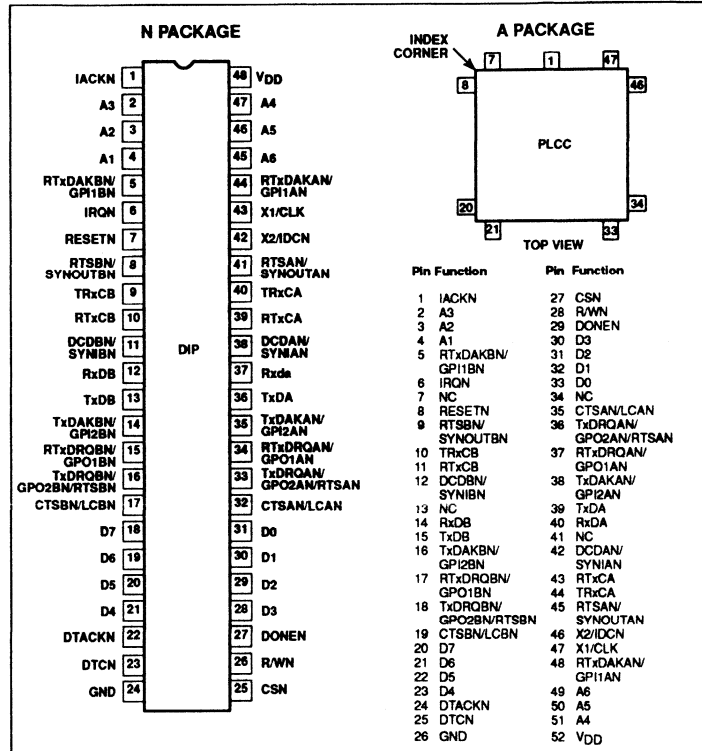 N PACKAGE
IACKN 1
A3 2
A2 3
A1 4
RTxDAKBN/
GPI1BN 5
IRQN 6
RESETN 7
RTSBN/
SYNOUTBN 8
TRxCB 9
RTxCB 10
DCDBN/
SYNIBN 11
RxDB 12
TxDB 13
TxDAKBN/
GPI2BN 14
RTxDRQBN/
GPO1BN 15
TxDRQBN/
GPO2BN/RTSBN 16
CTSBN/LCBN 17
D7 18
D6 19
D5 20
D4 21
DTACKN 22
DTCN 23
GND 24
DIP
48 VDD
47 A4
46 A5
45 A6
44 RTxDAKAN/
GPI1AN
43 X1/CLK
42 X2/IDCN
41 RTSAN/
SYNOUTAN
40 TRxCA
39 RTxCA
38 DCDAN/
SYNIAN
37 Rxda
36 TxDA
35 TxDAKAN/
GPI2AN
34 RTxDRQAN/
GPO1AN
33 TxDRQAN/
GPO2AN/RTSAN
32 CTSAN/LCAN
31 D0
30 D1
29 D2
28 D3
27 DONEN
26 R/WN
25 CSN
A PACKAGE
INDEX
CORNER
7 1 47
8 46
PLCC
20 34
21 33
TOP VIEW
Pin Function
1 IACKN
2 A3
3 A2
4 A1
5 RTxDAKBN/
GPI1BN
6 IRQN
7 NC
8 RESETN
9 RTSBN/
SYNOUTBN
10 TRxCB
11 RTxCB
12 DCDBN/
SYNIBN
13 NC
14 RxDB
15 TxDB
16 TxDAKBN/
GPI2BN
17 RTxDRQBN/
GPO1BN
18 TxDRQBN/
GPO2BN/RTSBN
19 CTSBN/LCBN
20 D7
21 D6
22 D5
23 D4
24 DTACKN
25 DTCN
26 GND
Pin Function
27 CSN
28 R/WN
29 DONEN
30 D3
31 D2
32 D1
33 D0
34 NC
35 CTSAN/LCAN
36 TxDRQAN/
GPO2AN/RTSAN
37 RTxDRQAN/
GPO1AN
38 TxDAKAN/
GPI2AN
39 TxDA
40 RxDA
41 NC
42 DCDAN/
SYNIAN
43 RTxCA
44 TRxCA
45 RTSAN/
SYNOUTAN
46 X2/IDCN
47 X1/CLK
48 RTxDAKAN/
GPI1AN
49 A6
50 A5
51 A4
52 VDD